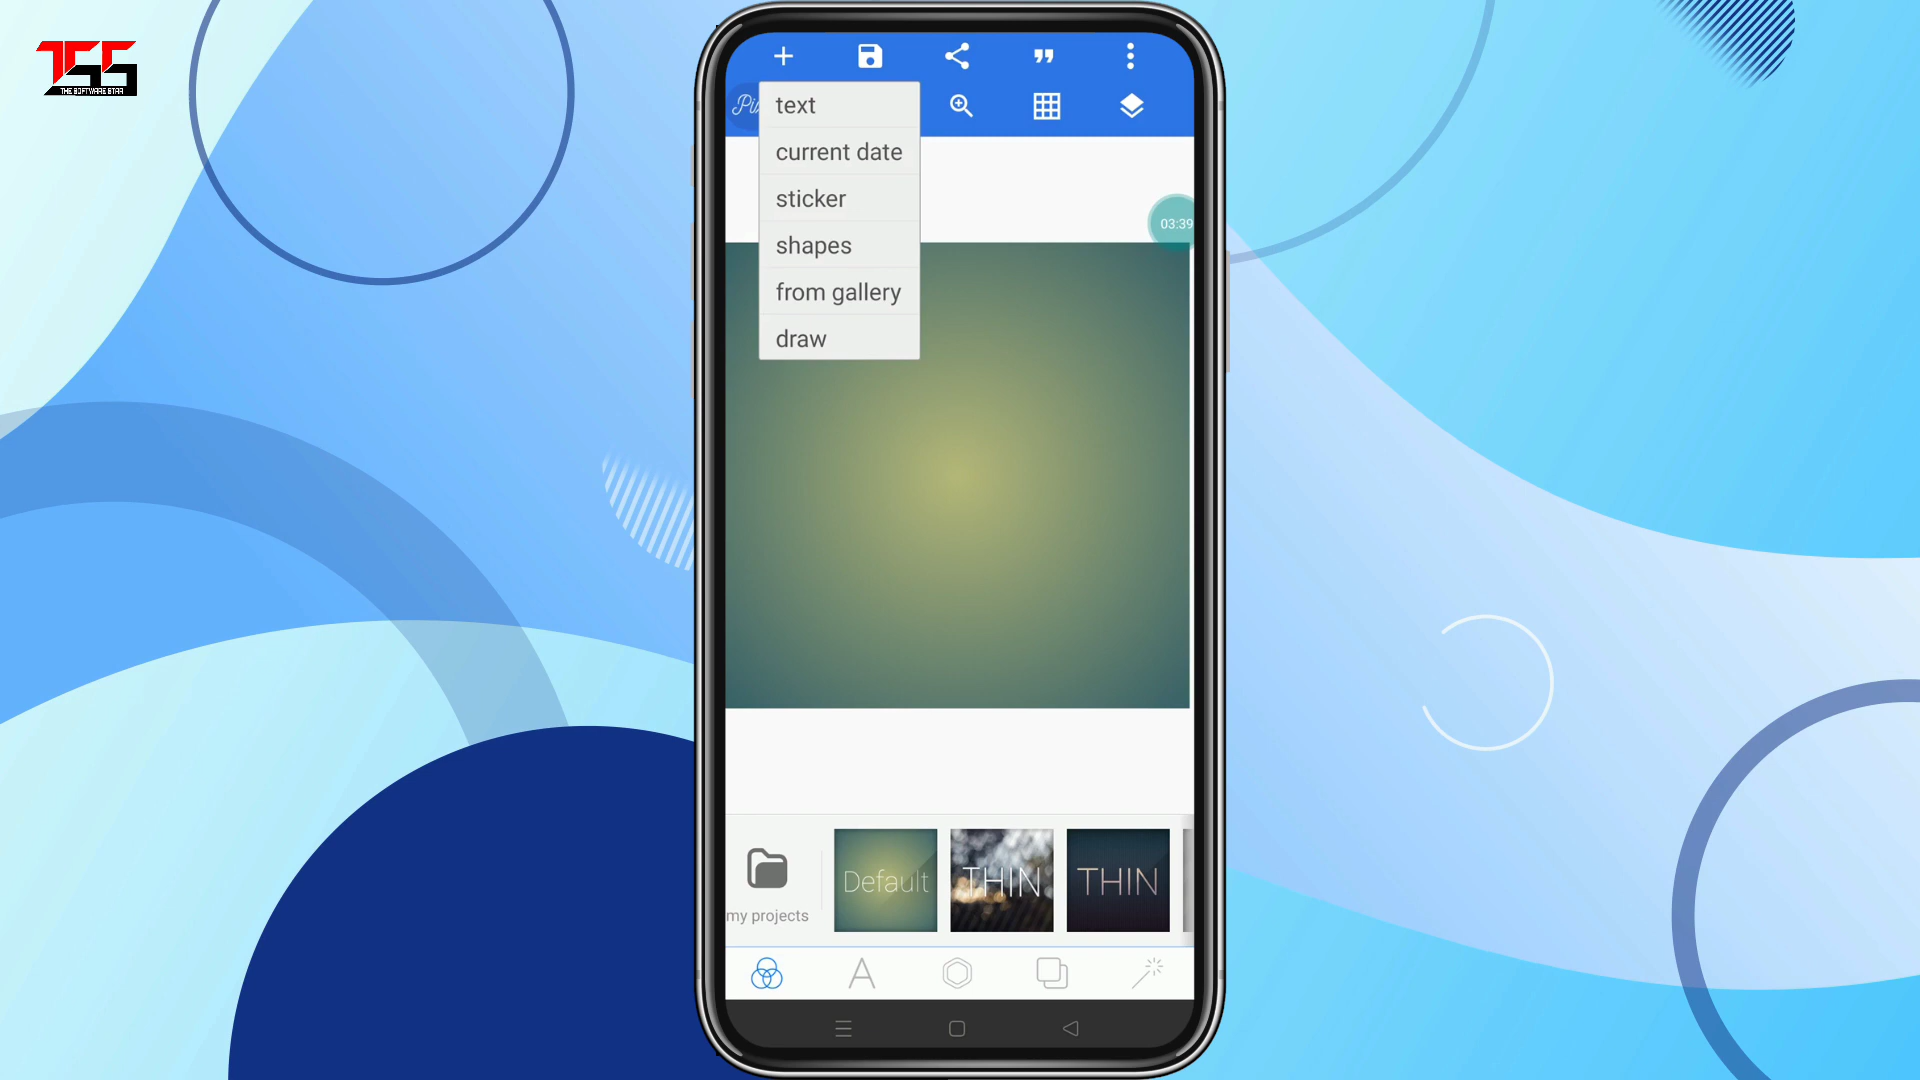 TSS
THE SOFTWARE STAR
text
current date
sticker
shapes
from gallery
draw
03:39
my projects
Default
THIN
THIN
A